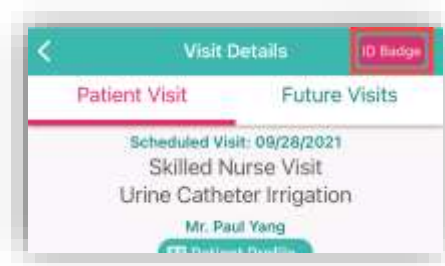 Visit Details
ID Badge
Patient Visit
Future Visits
Scheduled Visit: 09/28/2021
Skilled Nurse Visit
Urine Catheter Irrigation
Mr. Paul Yang